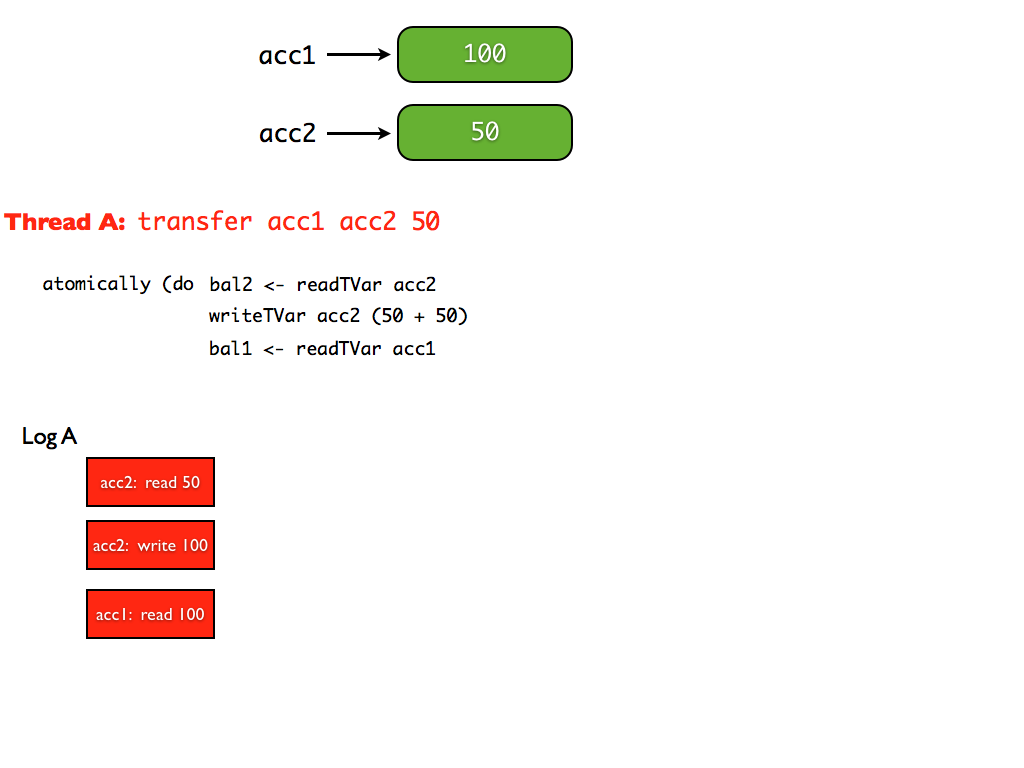 acc1 100
acc2 50
Thread A: transfer acc1 acc2 50
atomically (do bal2 <- readTVar acc2
writeTVar acc2 (50 + 50)
bal1 <- readTVar acc1
Log A
acc2: read 50
acc2: write 100
acc1: read 100